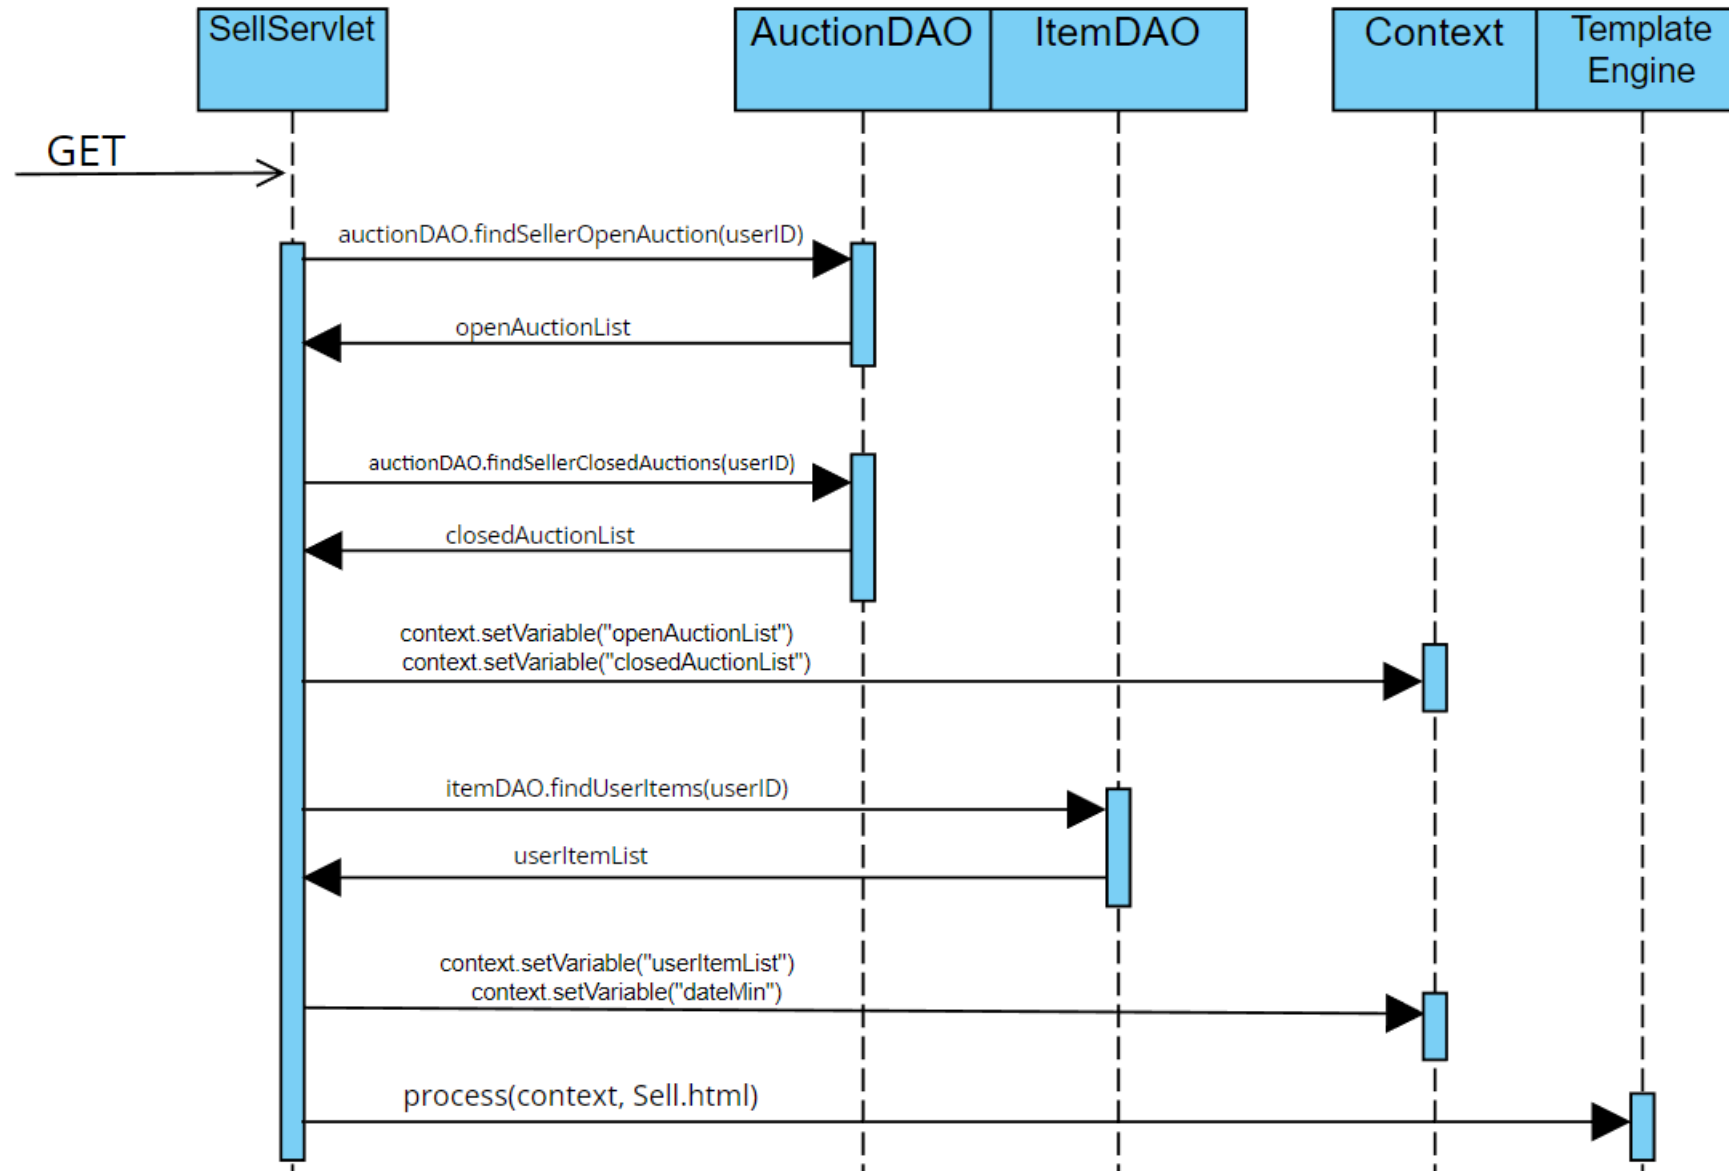 SellServlet
AuctionDAO
ItemDAO
Context
Template
Engine
GET
auctionDAO.findSellerOpenAuction(userID)
openAuctionList
auctionDAO.findSellerClosedAuctions(userID)
closedAuctionList
context.setVariable("openAuctionList")
context.setVariable("closedAuctionList")
itemDAO.findUserItems(userID)
userItemList
context.setVariable("userItemList")
context.setVariable("dateMin")
process(context, Sell.html)